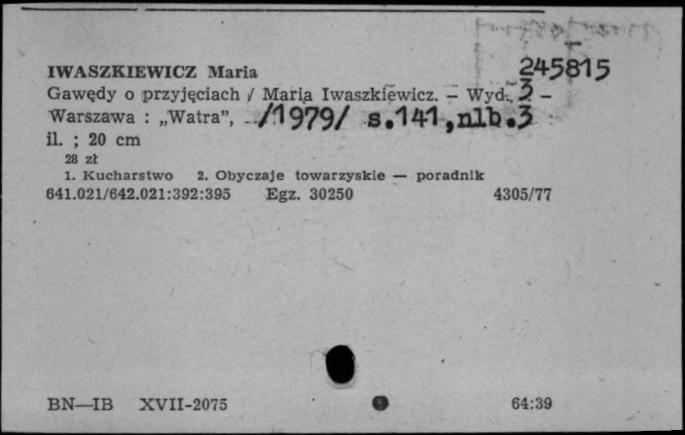 IWASZKIEWICZ Maria 245815
Gawędy o przyjęciach / Maria Iwaszkiewicz. – Wyd. 3 –
Warszawa : „Watra”, /1979/ s.141,nlb.3
il. ; 20 cm
28 zł
1. Kucharstwo 2. Obyczaje towarzyskie — poradnik
641.021/642.021:392:395 Egz. 30250 4305/77
BN—IB XVII-2075 64:39